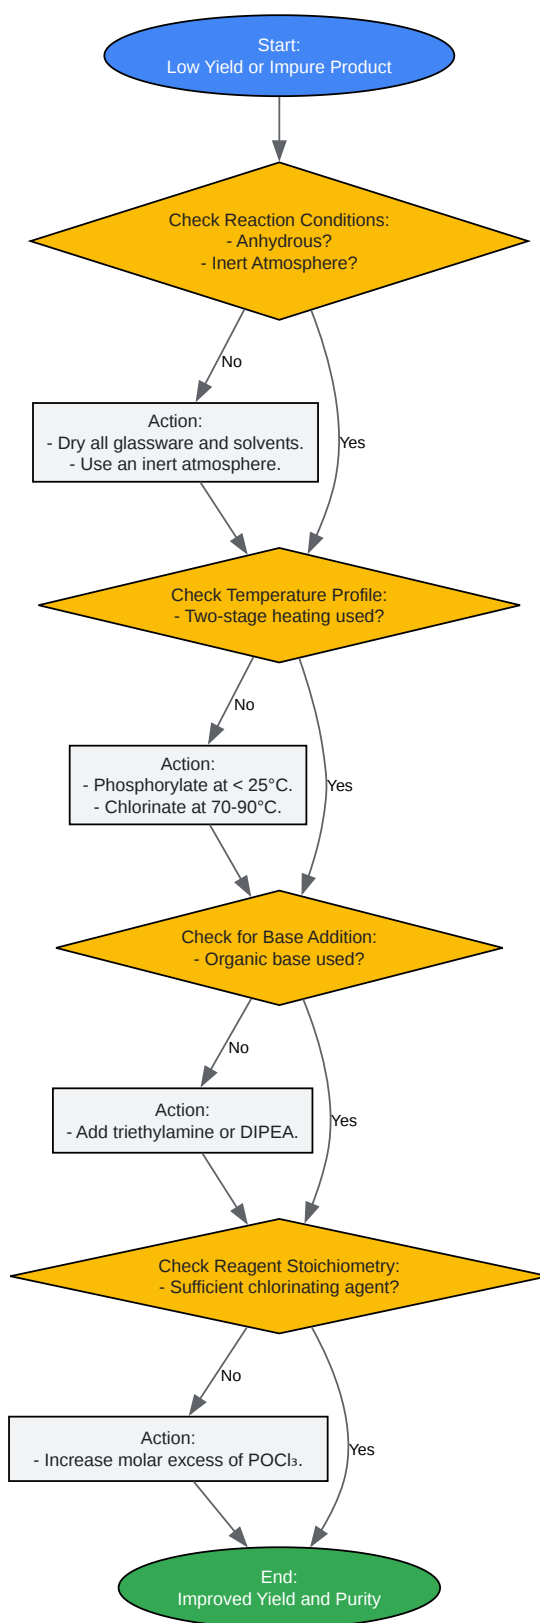 Start:
Low Yield or Impure Product
Check Reaction Conditions:
- Anhydrous?
- Inert Atmosphere?
No
Yes
Action:
- Dry all glassware and solvents.
- Use an inert atmosphere.
Check Temperature Profile:
- Two-stage heating used?
No
Yes
Action:
- Phosphorylate at < 25°C.
- Chlorinate at 70-90°C.
Check for Base Addition:
- Organic base used?
No
Yes
Action:
- Add triethylamine or DIPEA.
Check Reagent Stoichiometry:
- Sufficient chlorinating agent?
No
Yes
Action:
- Increase molar excess of POCl₃.
End:
Improved Yield and Purity